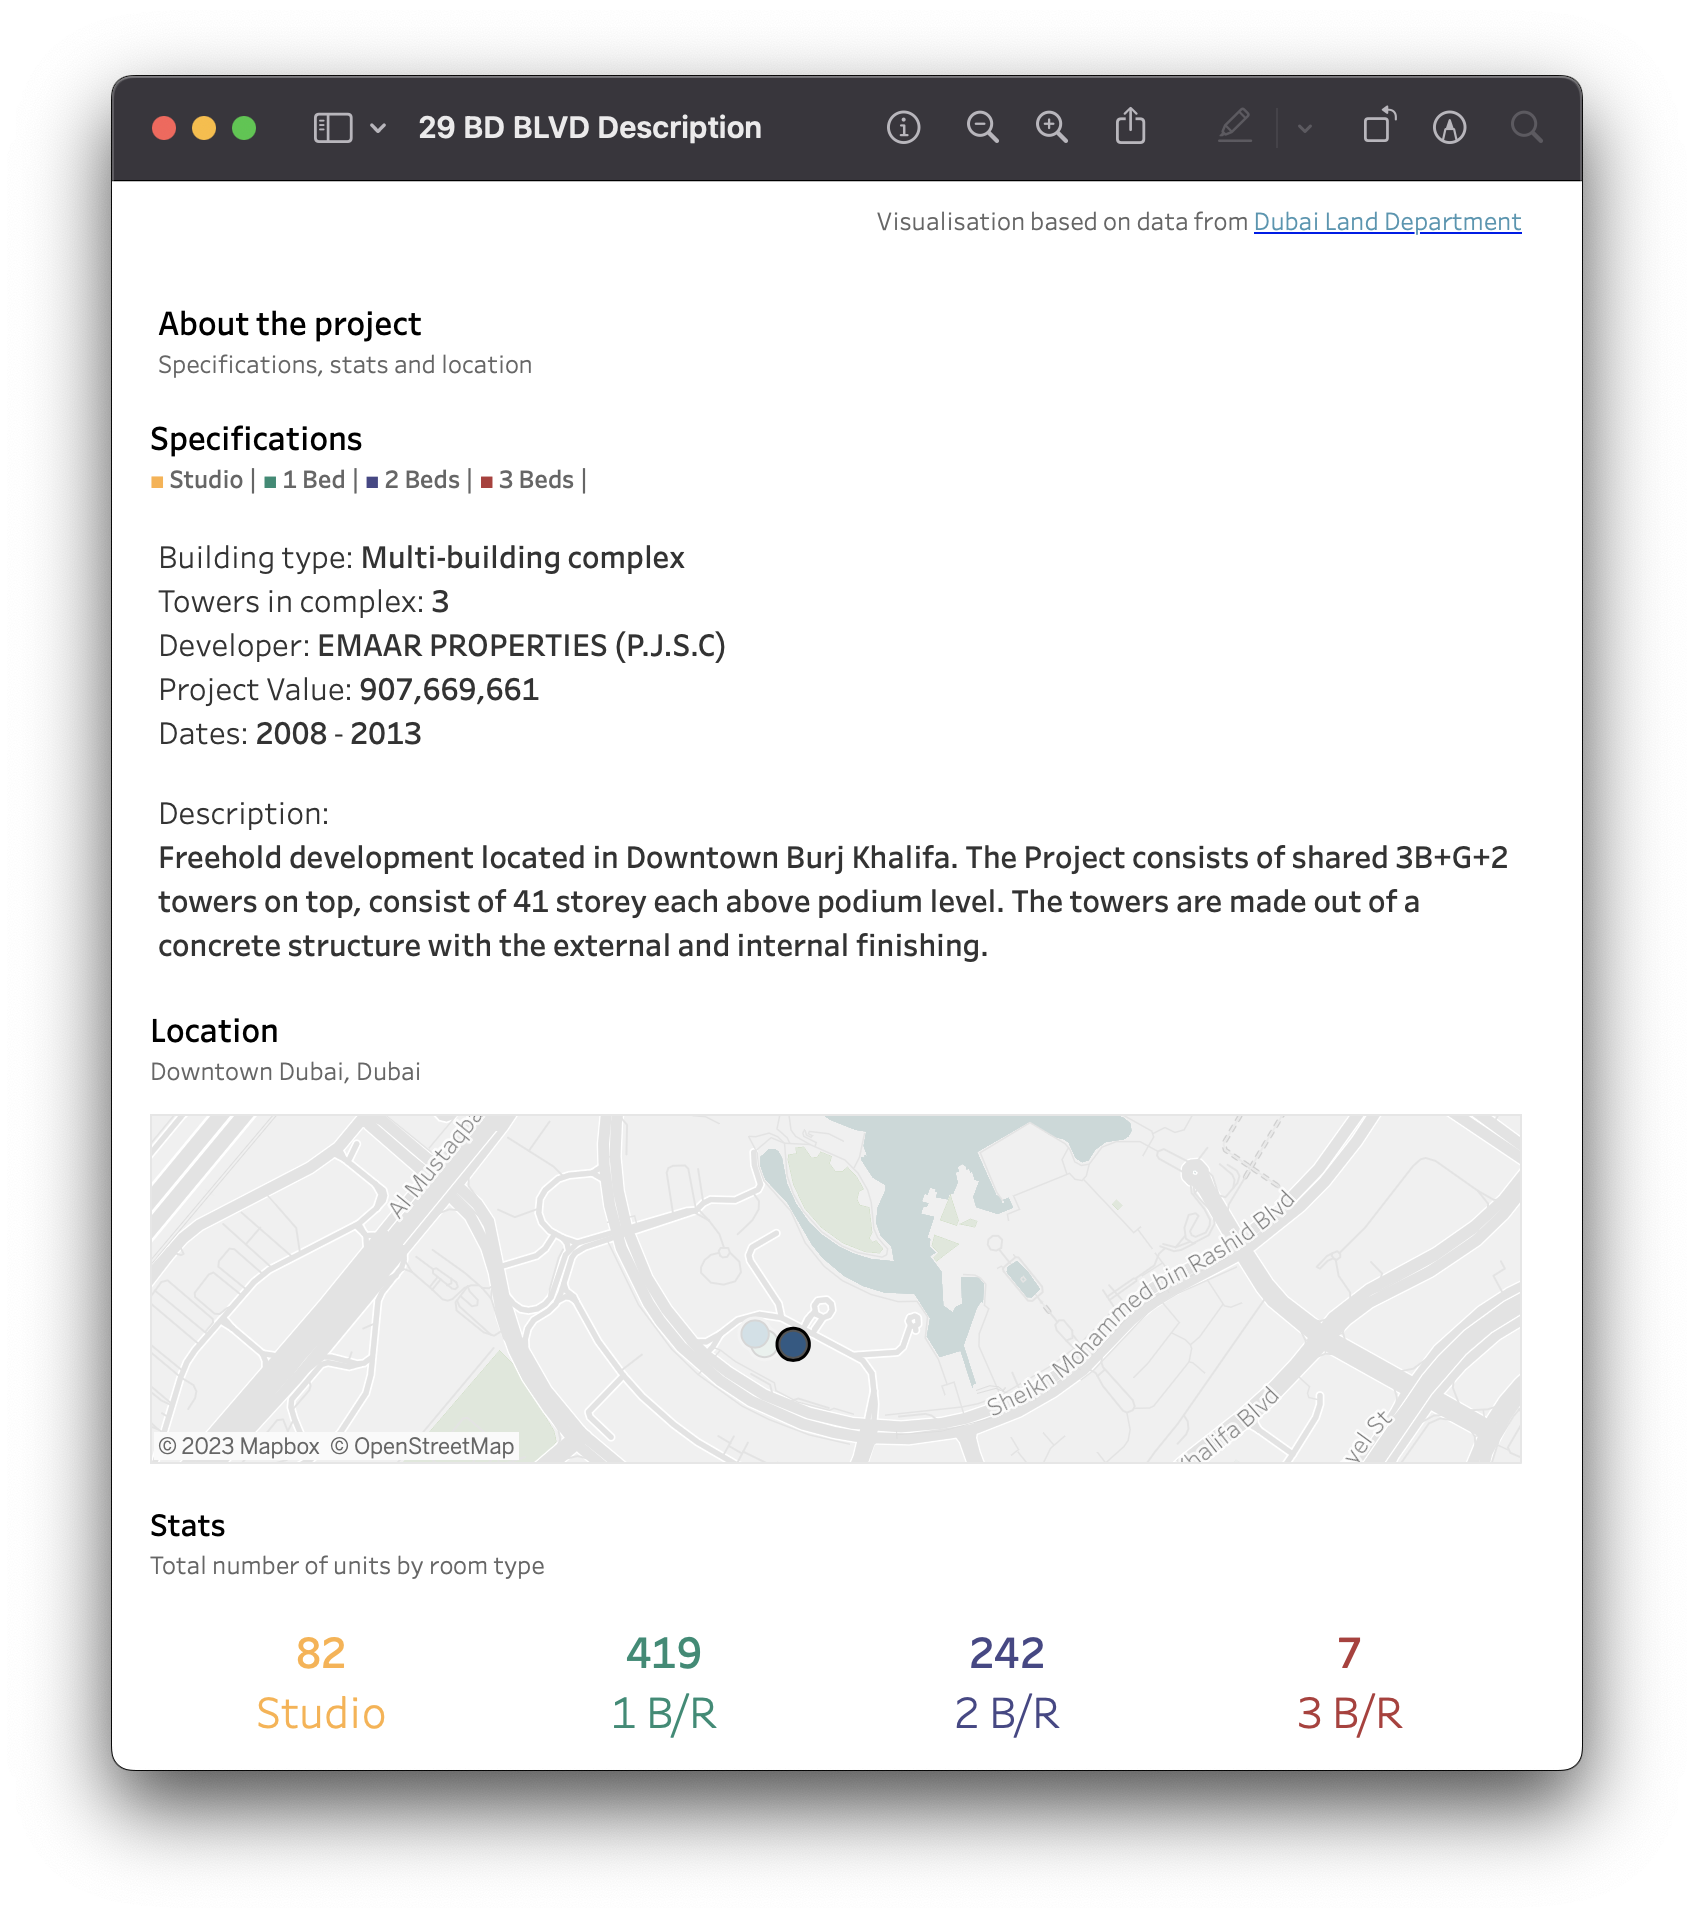 29 BD BLVD Description
Visualisation based on data from Dubai Land Department
About the project
Specifications, stats and location
Specifications
Studio | 1 Bed | 2 Beds | 3 Beds |
Building type: Multi-building complex
Towers in complex: 3
Developer: EMAAR PROPERTIES (P.J.S.C)
Project Value: 907,669,661
Dates: 2008 - 2013
Description:
Freehold development located in Downtown Burj Khalifa. The Project consists of shared 3B+G+2
towers on top, consist of 41 storey each above podium level. The towers are made out of a
concrete structure with the external and internal finishing.
Location
Downtown Dubai, Dubai
Al Mustaqba
Sheikh Mohammed bin Rashid Blvd
halifa Blvd
vel St
© 2023 Mapbox © OpenStreetMap
Stats
Total number of units by room type
82 419 242 7
Studio 1 B/R 2 B/R 3 B/R